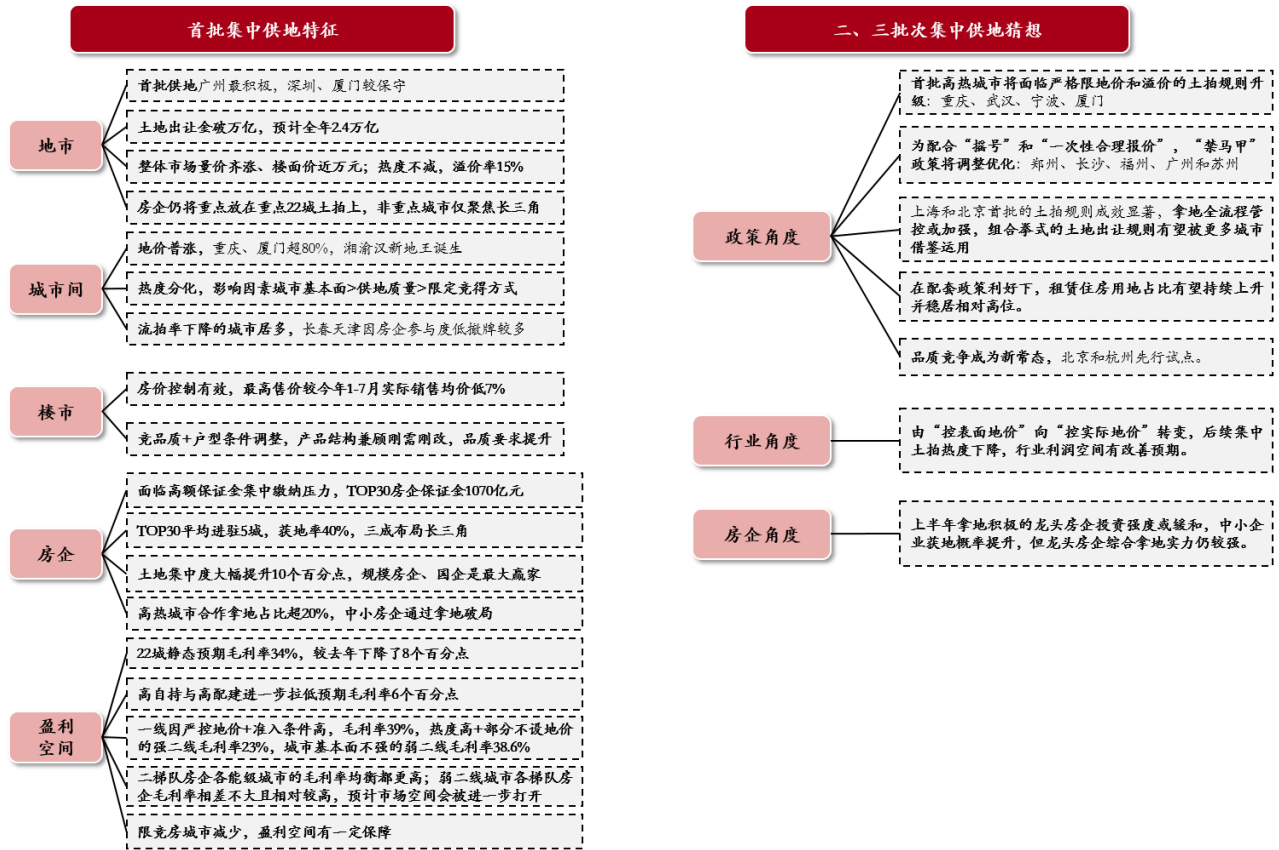 首批集中供地特征
地市
首批供地广州最积极，深圳、厦门较保守
土地出让金破万亿，预计全年2.4万亿
整体市场量价齐涨、楼面价近万元；热度不减，溢价率15%
房企仍将重点放在重点22城土拍上，非重点城市仅聚焦长三角
城市间
地价普涨，重庆、厦门超80%，湘渝汉新地王诞生
热度分化，影响因素城市基本面>供地质量>限定竞得方式
流拍率下降的城市居多，长春天津因房企参与度低撤牌较多
楼市
房价控制有效，最高售价较今年1-7月实际销售均价低7%
竞品质+户型条件调整，产品结构兼顾刚需刚改，品质要求提升
房企
面临高额保证金集中缴纳压力，TOP30房企保证金1070亿元
TOP30平均进驻5城，获地率40%，三成布局长三角
土地集中度大幅提升10个百分点，规模房企、国企是最大赢家
高热城市合作拿地占比超20%，中小房企通过拿地破局
盈利
空间
22城静态预期毛利率34%，较去年下降了8个百分点
高自持与高配建进一步拉低预期毛利率6个百分点
一线因严控地价+准入条件高，毛利率39%，热度高+部分不设地价
的强二线毛利率23%，城市基本面不强的弱二线毛利率38.6%
二梯队房企各能级城市的毛利率均衡都更高；弱二线城市各梯队房
企毛利率相差不大且相对较高，预计市场空间会被进一步打开
限竞房城市减少，盈利空间有一定保障
二、三批次集中供地猜想
政策角度
首批高热城市将面临严格限地价和溢价的土拍规则升
级：重庆、武汉、宁波、厦门
为配合“摇号”和“一次性合理报价”，“禁马甲”
政策将调整优化：郑州、长沙、福州、广州和苏州
上海和北京首批的土拍规则成效显著，拿地全流程管
控或加强，组合拳式的土地出让规则有望被更多城市
借鉴运用
在配套政策利好下，租赁住房用地占比有望持续上升
并稳居相对高位。
品质竞争成为新常态，北京和杭州先行试点。
行业角度
由“控表面地价”向“控实际地价”转变，后续集中
土拍热度下降，行业利润空间有改善预期。
房企角度
上半年拿地积极的龙头房企投资强度或缓和，中小企
业获地概率提升，但龙头房企综合拿地实力仍较强。